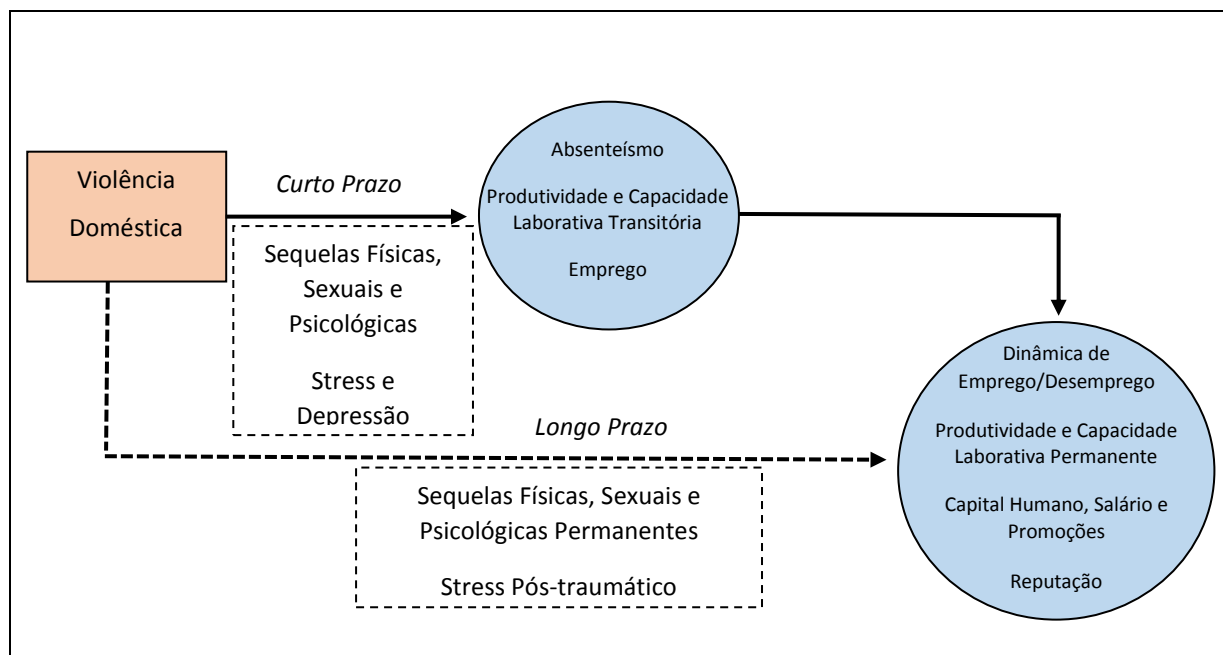 Violência
Doméstica
Curto Prazo
Sequelas Físicas,
Sexuais e
Psicológicas
Stress e
Depressão
Absenteísmo
Produtividade e Capacidade
Laborativa Transitória
Emprego
Longo Prazo
Sequelas Físicas, Sexuais e
Psicológicas Permanentes
Stress Pós-traumático
Dinâmica de
Emprego/Desemprego
Produtividade e Capacidade
Laborativa Permanente
Capital Humano, Salário e
Promoções
Reputação